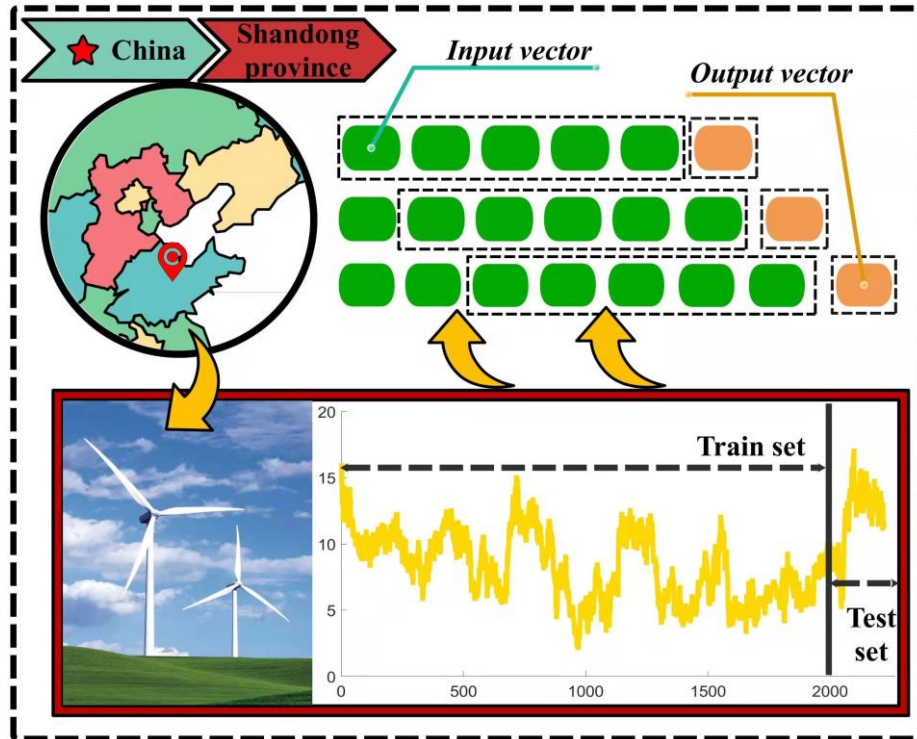 China
Shandong
province
Input vector
Output vector
20
15
10
5
0
Train set
Test
set
0
500
1000
1500
2000